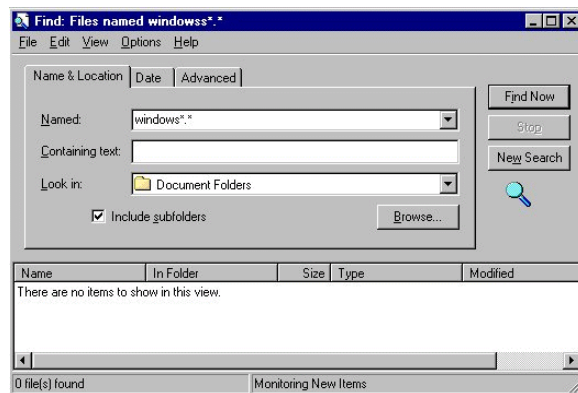 Find: Files named windowss*.*
File Edit View Options Help
Name & Location Date Advanced
Named: windows*.*
Containing text:
Look in: Document Folders
Include subfolders Browse...
Find Now
Stop
New Search
Name In Folder Size Type Modified
There are no items to show in this view.
0 file(s) found Monitoring New Items